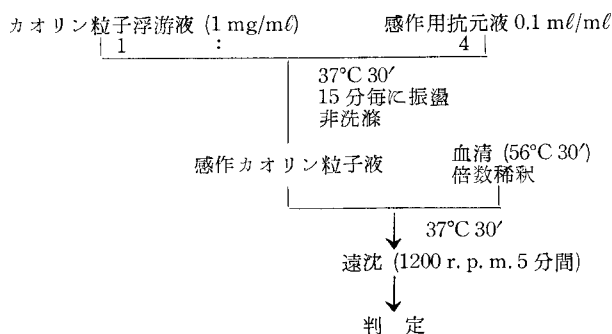 カオリン粒子浮游液 (1 mg/mℓ) 感作用抗元液 0.1 mℓ/mℓ
1 : 4
37°C 30′
15分毎に振盪
非洗滌
感作カオリン粒子液 血清 (56°C 30′)
倍数稀釈
37°C 30′
遠沈 (1200 r. p. m. 5分間)
判定